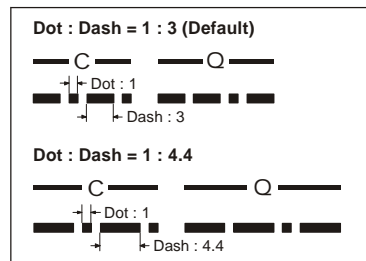 Dot : Dash = 1 : 3 (Default)
C Q
Dot : 1
Dash : 3
Dot : Dash = 1 : 4.4
C Q
Dot : 1
Dash : 4.4